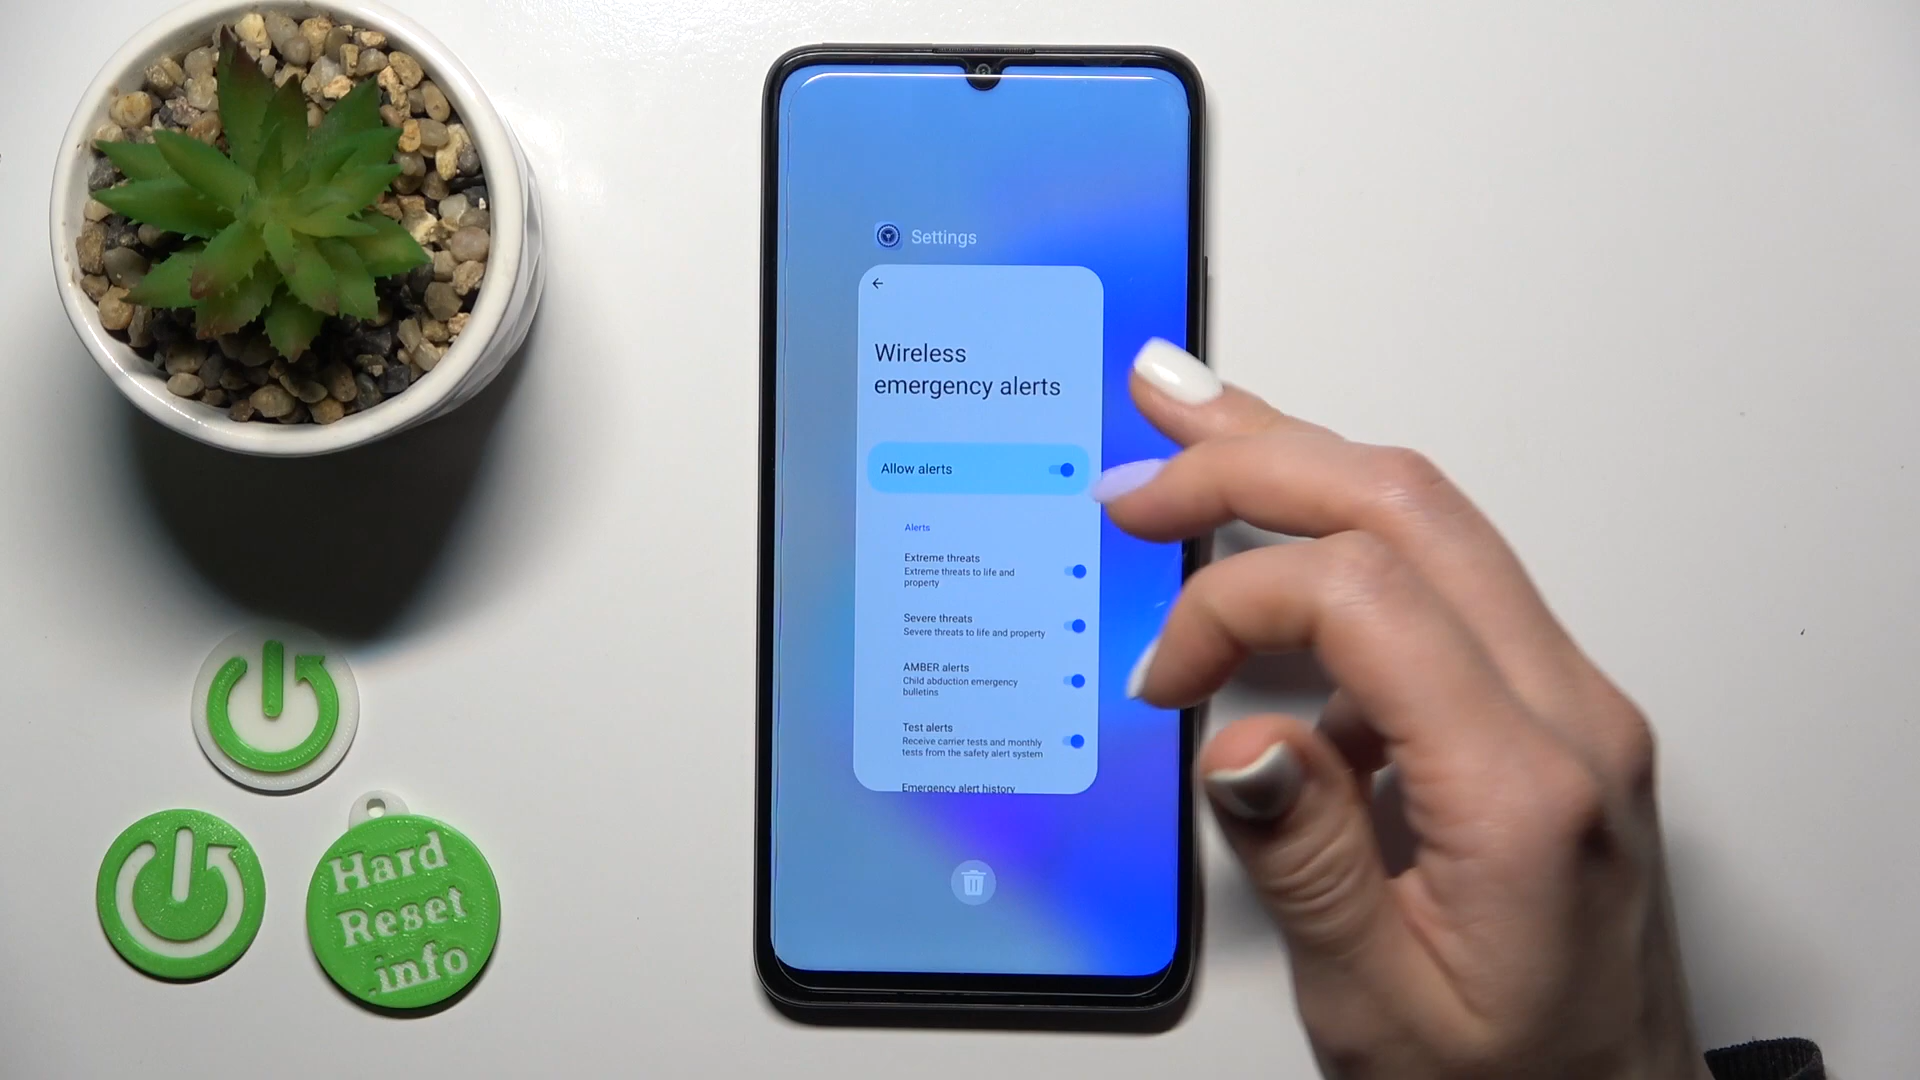 Settings
Wireless
emergency alerts
Allow alerts
Alerts
Extreme threats
Extreme threats to life and
property
Severe threats
Severe threats to life and property
AMBER alerts
Child abduction emergency
bulletins
Test alerts
Receive carrier tests and monthly
tests from the safety alert system
Emergency alert history
Hard
Reset
.info